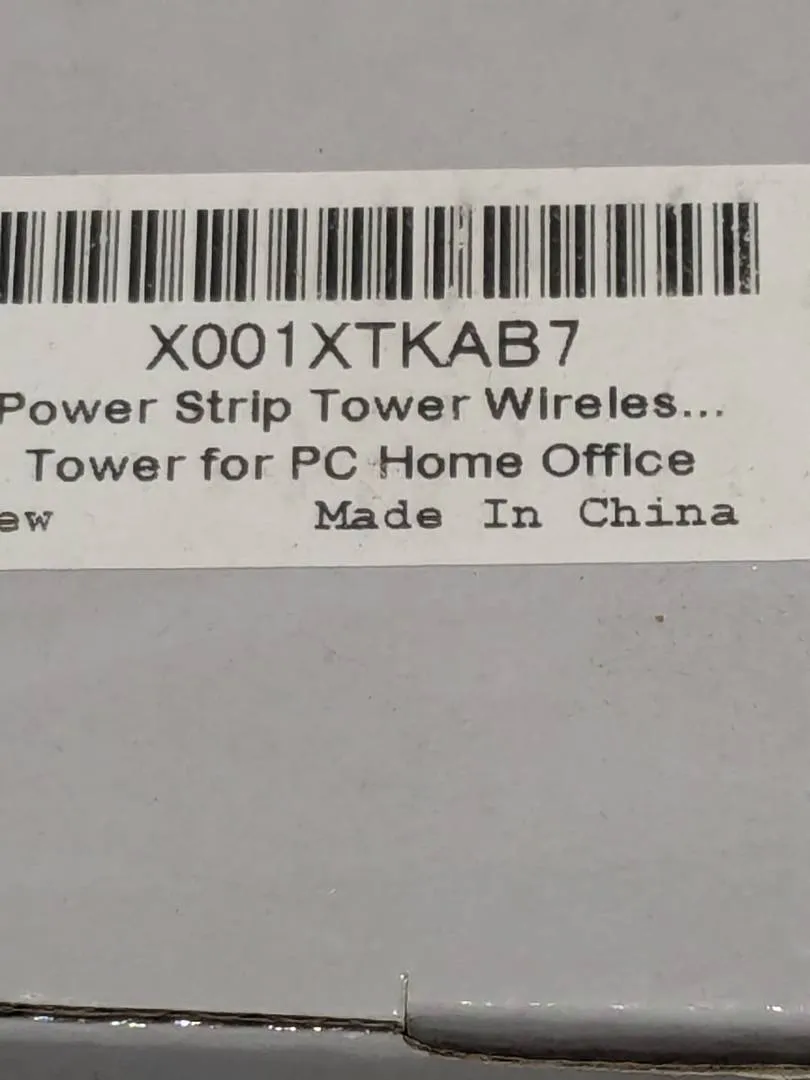 X001XTKAB7
Power Strip Tower Wireles...
Tower for PC Home Office
ew
Made In China